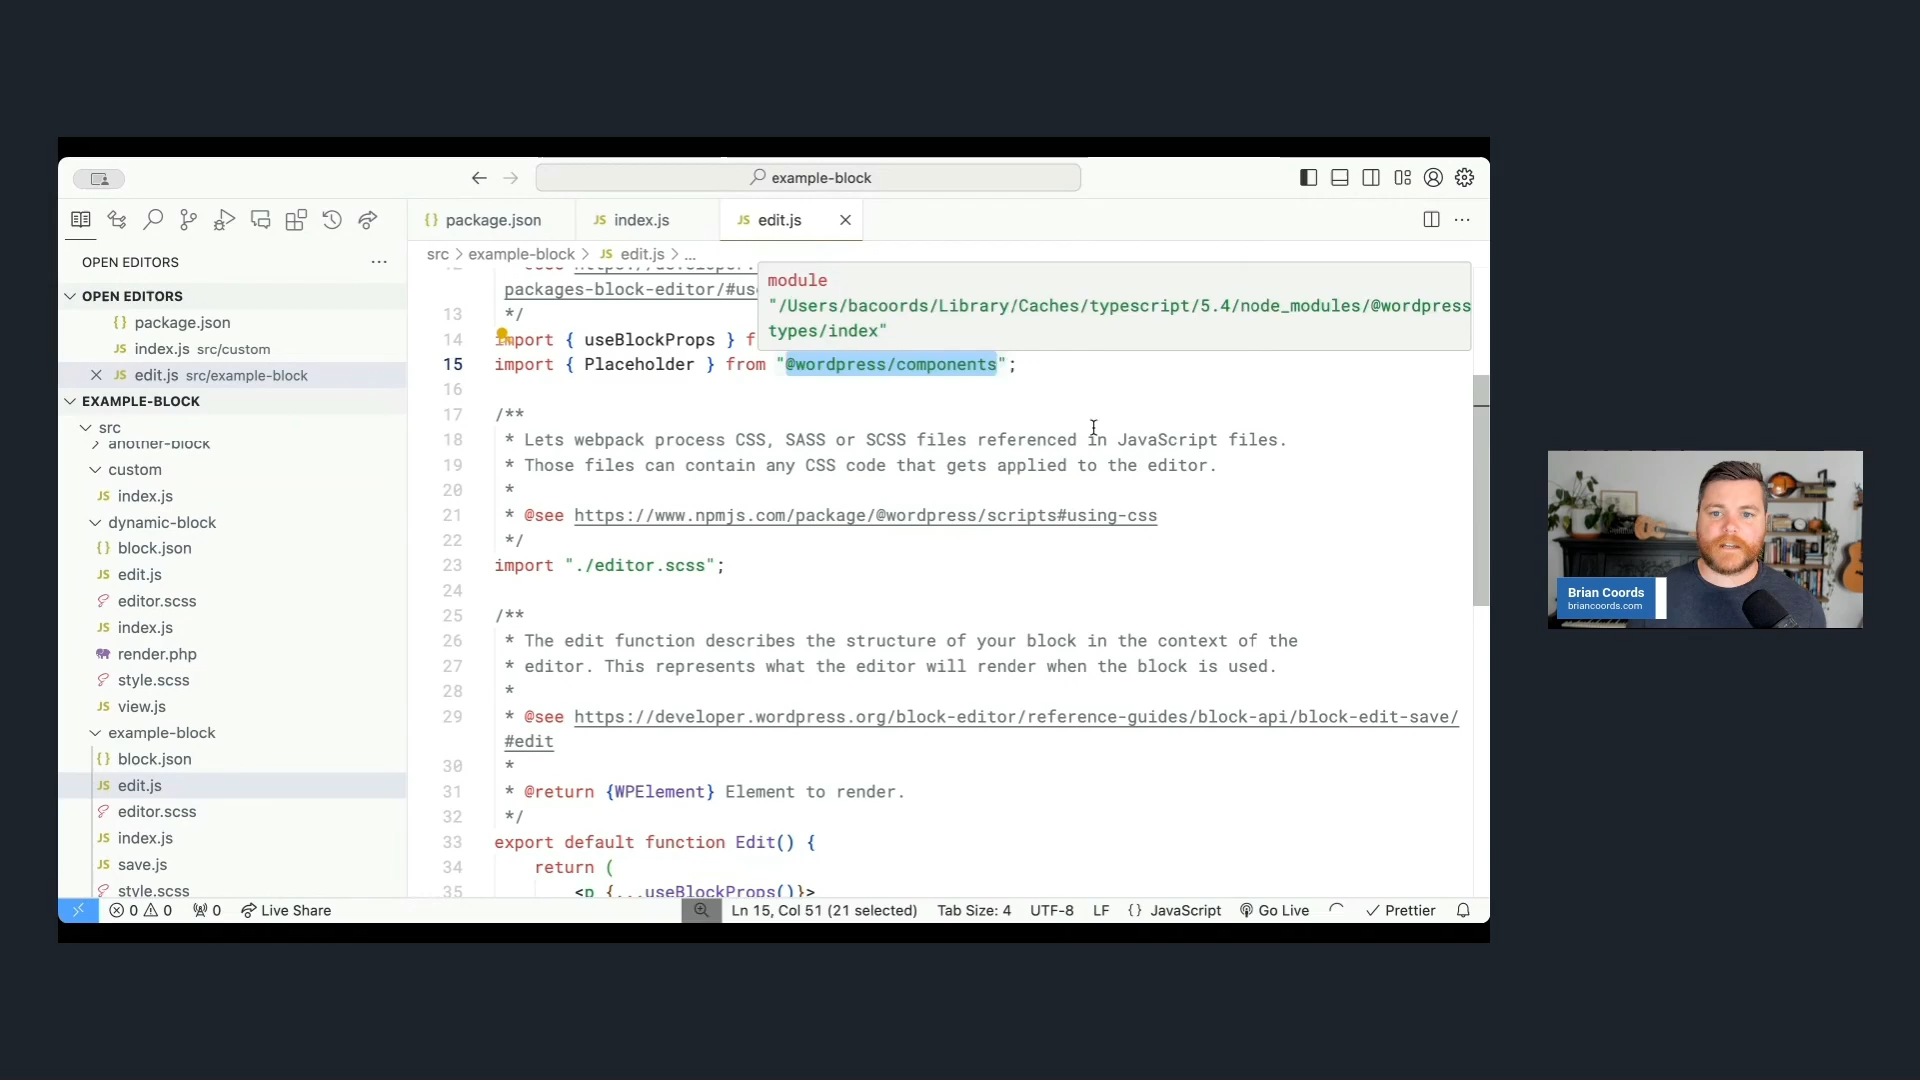 example-block
package.json
index.js
edit.js
OPEN EDITORS
OPEN EDITORS
package.json
index.js src/custom
edit.js src/example-block
EXAMPLE-BLOCK
src
another-block
custom
index.js
dynamic-block
block.json
edit.js
editor.scss
index.js
render.php
style.scss
view.js
example-block
block.json
edit.js
editor.scss
index.js
save.js
style.scss
src > example-block > JS edit.js > ...
packages-block-editor/#us
module
"/Users/bacoords/Library/Caches/typescript/5.4/node_modules/@wordpress
types/index"
13 */
14 import { useBlockProps } f
15 import { Placeholder } from "@wordpress/components";
16
17 /**
18 * Lets webpack process CSS, SASS or SCSS files referenced in JavaScript files.
19 * Those files can contain any CSS code that gets applied to the editor.
20 *
21 * @see https://www.npmjs.com/package/@wordpress/scripts#using-css
22 */
23 import "./editor.scss";
24
25 /**
26 * The edit function describes the structure of your block in the context of the
27 * editor. This represents what the editor will render when the block is used.
28 *
29 * @see https://developer.wordpress.org/block-editor/reference-guides/block-api/block-edit-save/
#edit
30 *
31 * @return {WPElement} Element to render.
32 */
33 export default function Edit() {
34 return (
35 <p {...useBlockProps()}>
0 0 0 Live Share
Ln 15, Col 51 (21 selected) Tab Size: 4 UTF-8 LF {} JavaScript Go Live Prettier
Brian Coords
briancoords.com